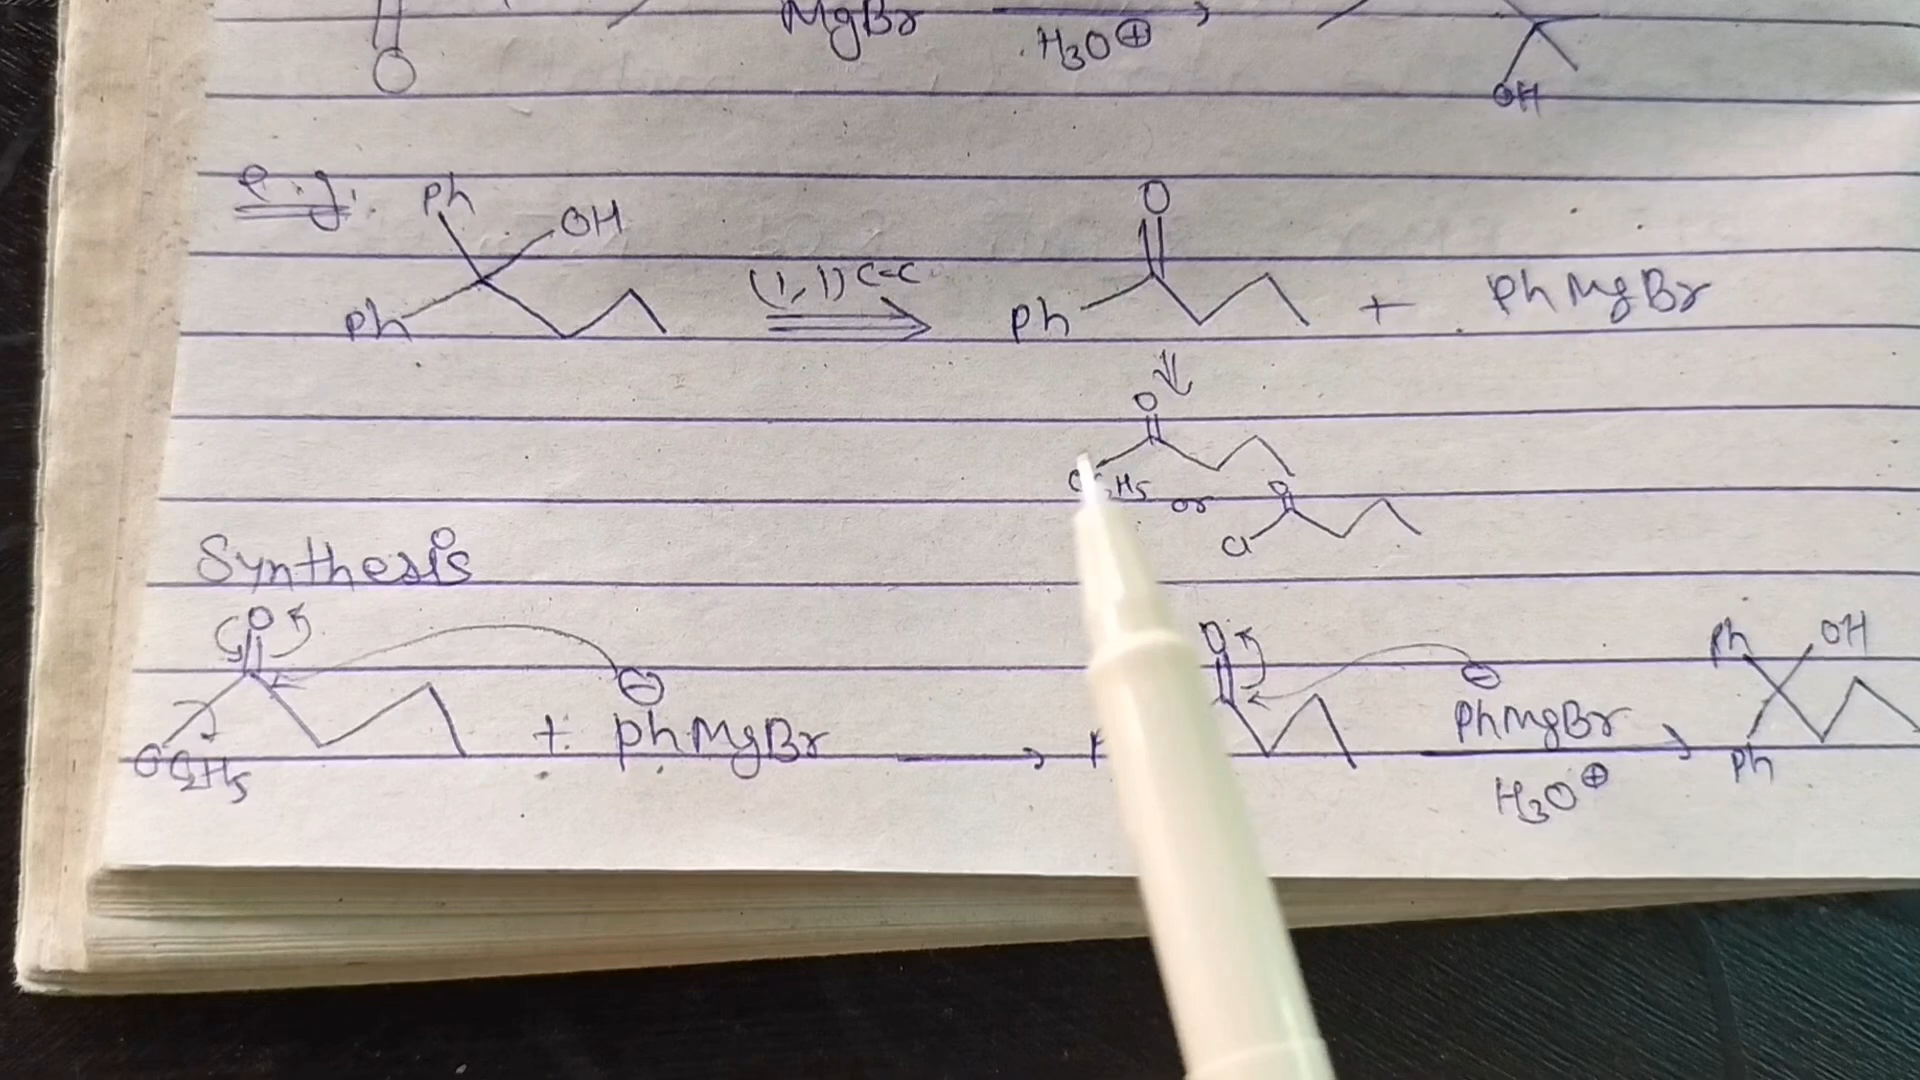 O MgBr H3O⊕ OH
e.g. Ph OH Ph (1,1) C-C O Ph + PhMgBr
O
or O Cl
Synthesis
O OC2H5 + ⊖ PhMgBr O ⊖ PhMgBr H3O⊕ Ph OH Ph